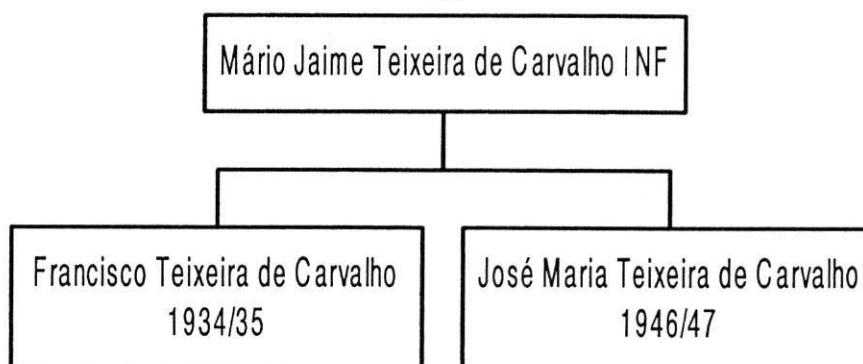 Mário Jaime Teixeira de Carvalho INF
Francisco Teixeira de Carvalho
1934/35
José Maria Teixeira de Carvalho
1946/47